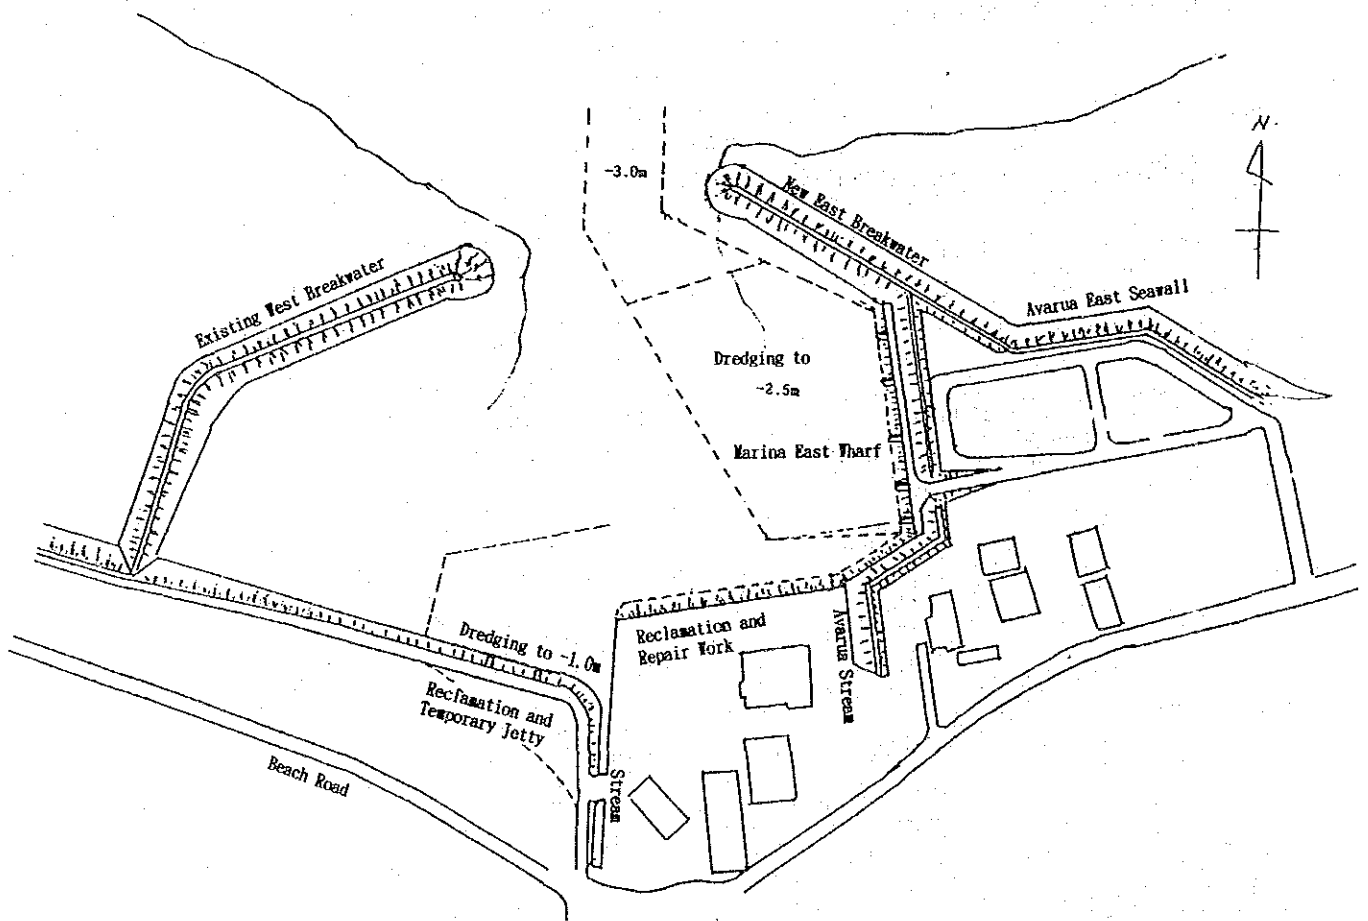 N.
-3.0m
New East Breakwater
Existing West Breakwater
Avarua East Seawall
Dredging to
-2.5m
Marina East Wharf
Dredging to -1.0m
Reclamation and
Repair Work
Avarua Stream
Reclamation and
Temporary Jetty
Beach Road
Stream